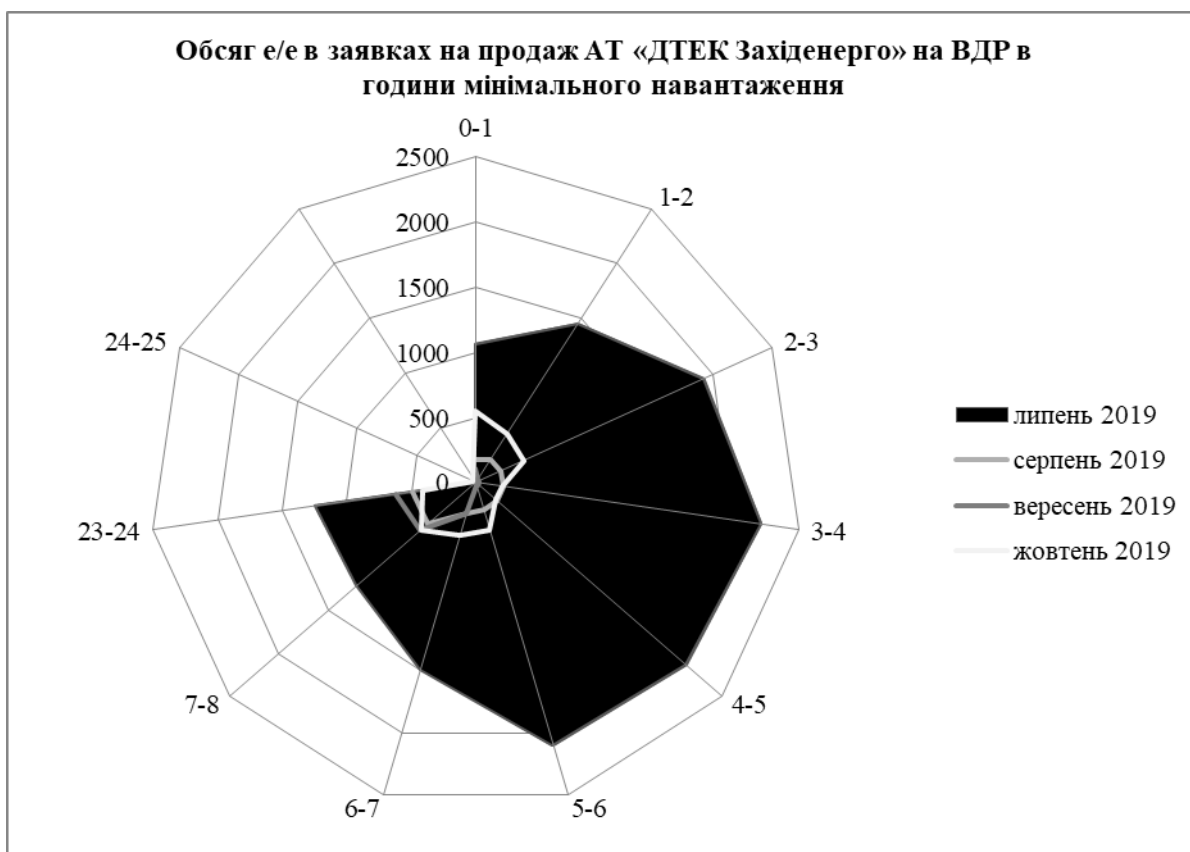 Обсяг е/е в заявках на продаж АТ «ДТЕК Західенерго» на ВДР в
години мінімального навантаження
0-1
2500
1-2
2000
1500
24-25
2-3
1000
500
0
23-24
3-4
7-8
4-5
6-7
5-6
липень 2019
серпень 2019
вересень 2019
жовтень 2019